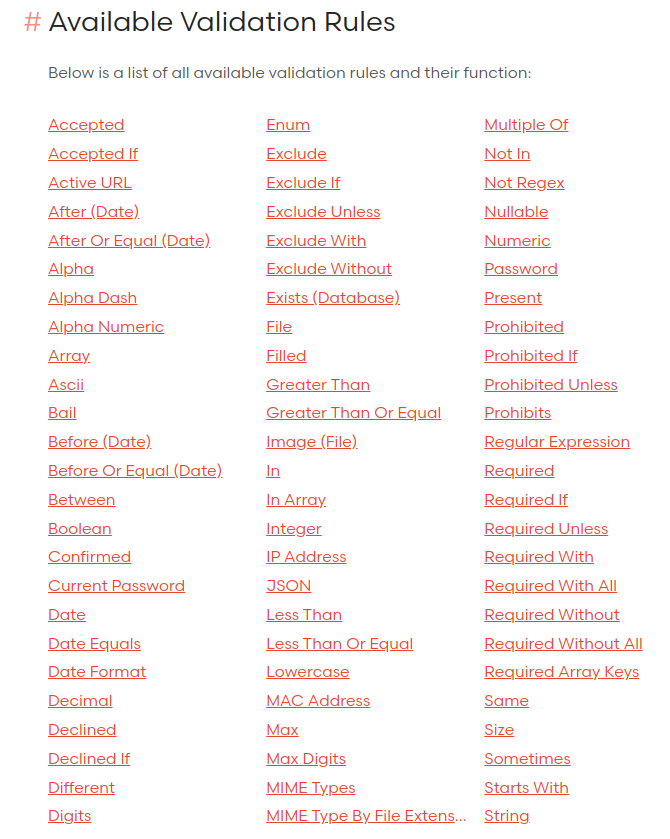 # Available Validation Rules
Below is a list of all available validation rules and their function:
Accepted
Accepted If
Active URL
After (Date)
After Or Equal (Date)
Alpha
Alpha Dash
Alpha Numeric
Array
Ascii
Bail
Before (Date)
Before Or Equal (Date)
Between
Boolean
Confirmed
Current Password
Date
Date Equals
Date Format
Decimal
Declined
Declined If
Different
Digits
Enum
Exclude
Exclude If
Exclude Unless
Exclude With
Exclude Without
Exists (Database)
File
Filled
Greater Than
Greater Than Or Equal
Image (File)
In
In Array
Integer
IP Address
JSON
Less Than
Less Than Or Equal
Lowercase
MAC Address
Max
Max Digits
MIME Types
MIME Type By File Extens...
Multiple Of
Not In
Not Regex
Nullable
Numeric
Password
Present
Prohibited
Prohibited If
Prohibited Unless
Prohibits
Regular Expression
Required
Required If
Required Unless
Required With
Required With All
Required Without
Required Without All
Required Array Keys
Same
Size
Sometimes
Starts With
String